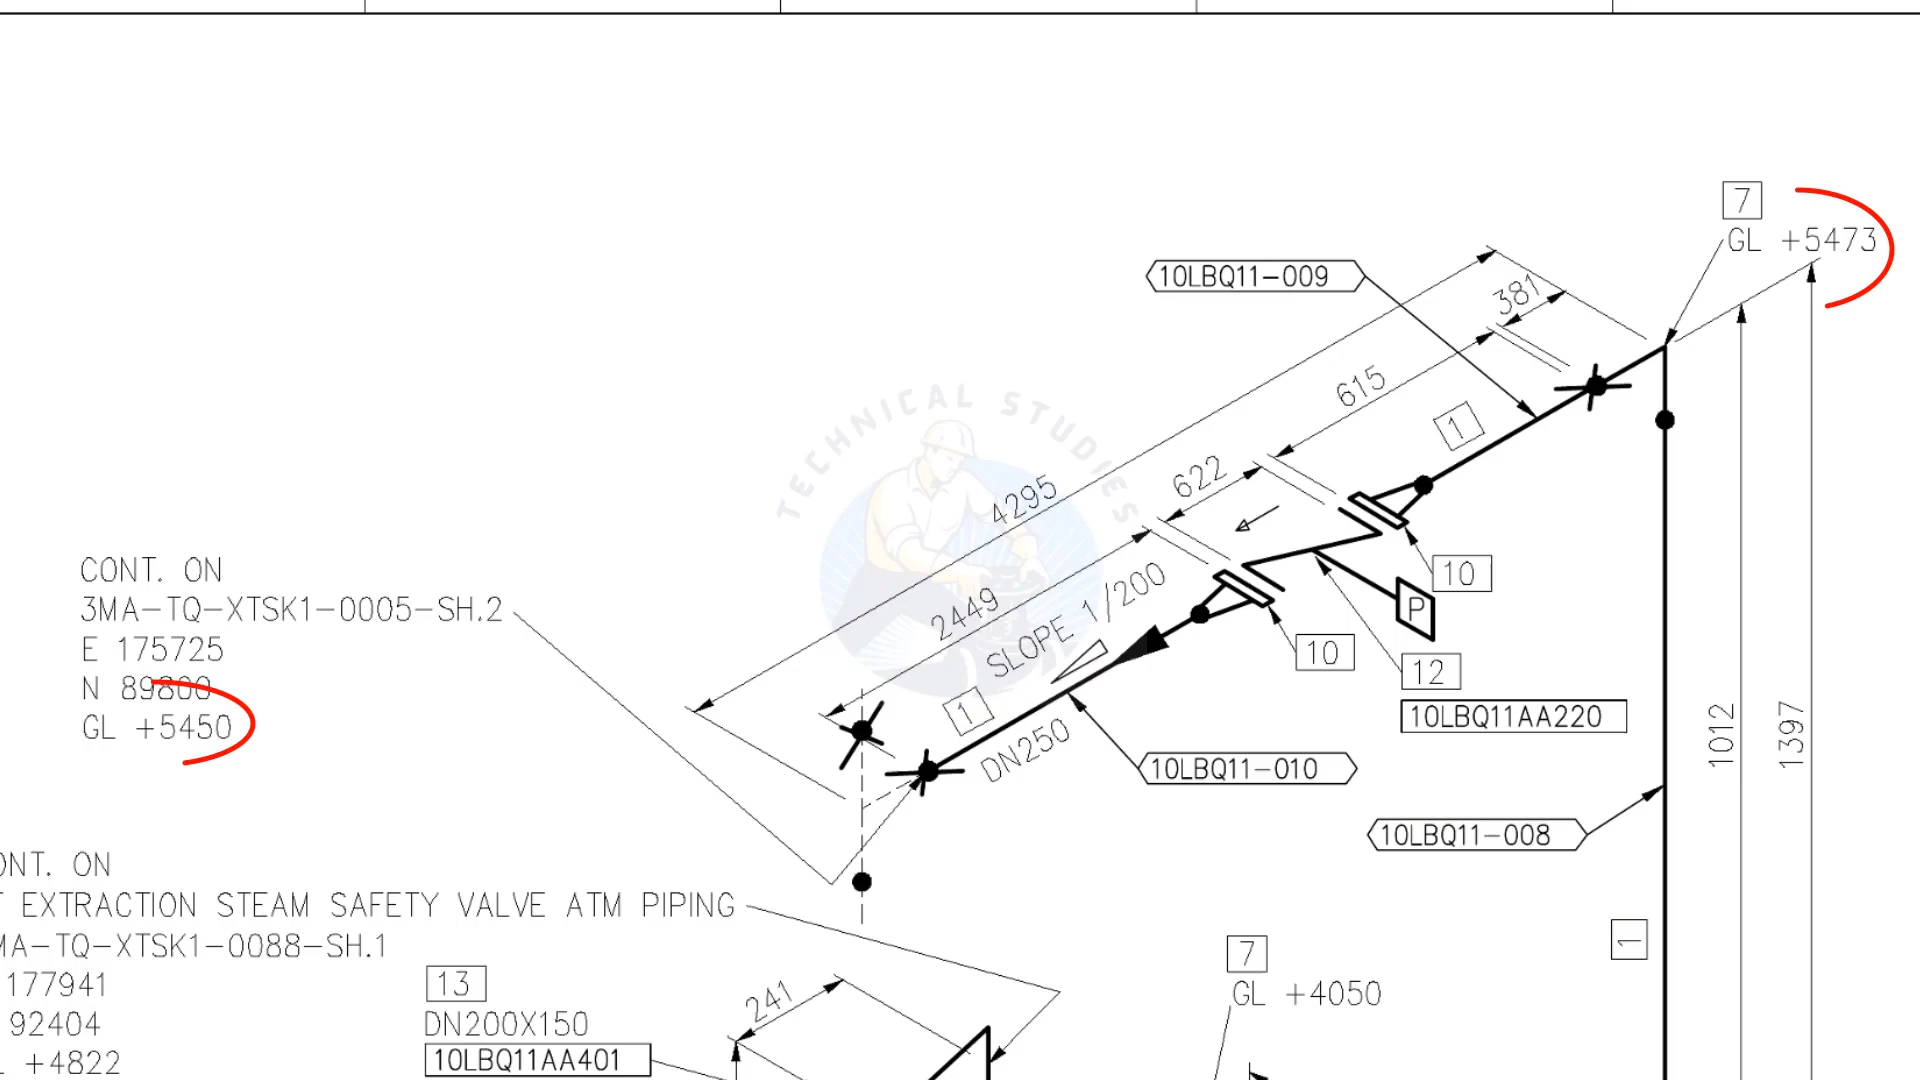 7
GL +5473
10LBQ11-009
381
615
1
TECHNICAL STUDIES
622
4295
10
CONT. ON
3MA-TQ-XTSK1-0005-SH.2
E 175725
N 89800
GL +5450
2449
SLOPE 1/200
P
10
12
10LBQ11AA220
1
DN250
10LBQ11-010
1012
1397
10LBQ11-008
ONT. ON
EXTRACTION STEAM SAFETY VALVE ATM PIPING
MA-TQ-XTSK1-0088-SH.1
177941
92404
+4822
13
DN200X150
10LBQ11AA401
241
7
GL +4050
1